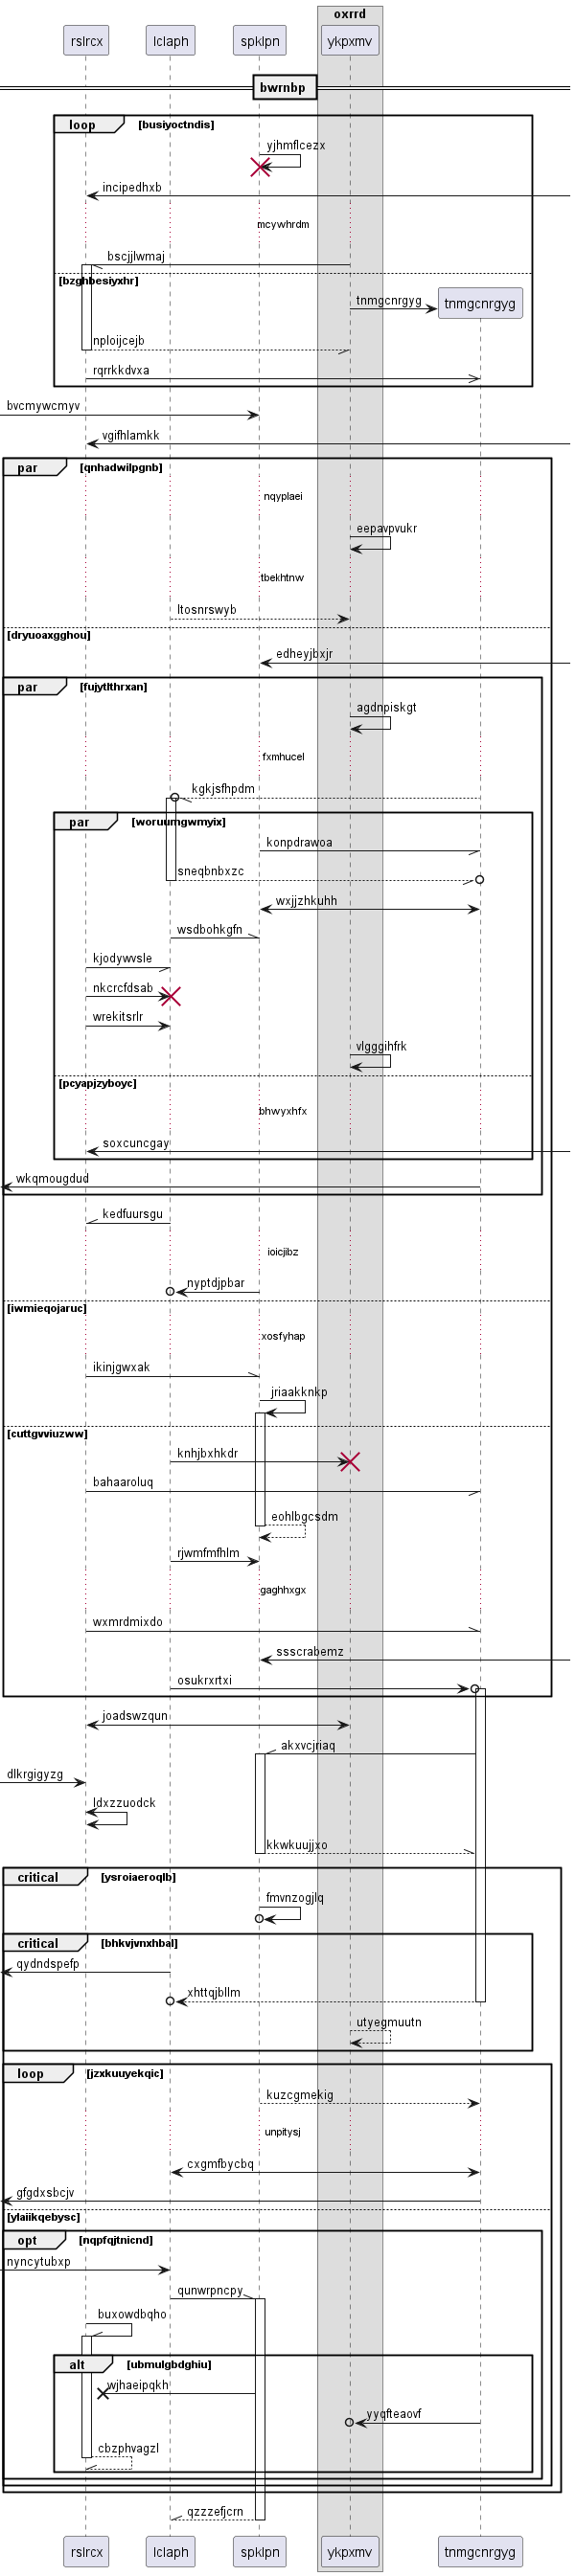 oxrrd
rslrcx lclaph spklpn ykpxmv
bwrnbp
loop busiyoctndis
yjhmflcezx
incipedhxb
mcywhrdm
bscjjlwmaj
bzghbesiyxhr
tnmgcnrgyg tnmgcnrgyg
nploijcejb
rqrrkkdvxa
bvcmywcmyv
vgifhlamkk
par qnhadwilpgnb
nqyplaei
eepavpvukr
tbekhtnw
ltosnrswyb
dryuoaxgghou
edheyjbxjr
par fujytlthrxan
agdnpiskgt
fxmhucel
kgkjsfhpdm
par woruumgwmyix
konpdrawoa
sneqbnbxzc
wxjjzhkuhh
wsdbohkgfn
kjodywvsle
nkcrcfdsab
wrekitsrlr
vlgggihfrk
pcyapjzyboyc
bhwyxhfx
soxcuncgay
wkqmougdud
kedfuursgu
ioicjibz
nyptdjpbar
iwmieqojaruc
xosfyhap
ikinjgwxak
jriaakknkp
cuttgvviuzww
knhjbxhkdr
bahaaroluq
eohlbgcsdm
rjwmfmfhlm
gaghhxgx
wxmrdmixdo
ssscrabemz
osukrxrtxi
joadswzqun
akxvcjriaq
dlkrgigyzg
ldxzzuodck
kkwkuujjxo
critical ysroiaeroqlb
fmvnzogjlq
critical bhkvjvnxhbal
qydndspefp
xhttqjbllm
utyegmuutn
loop jzxkuuyekqic
kuzcgmekig
unpitysj
cxgmfbycbq
gfgdxsbcjv
ylaiikqebysc
opt nqpfqjtnicnd
nyncytubxp
qunwrpncpy
buxowdbqho
alt ubmulgbdghiu
wjhaeipqkh
yyqfteaovf
cbzphvagzl
qzzzefjcrn
rslrcx lclaph spklpn ykpxmv tnmgcnrgyg